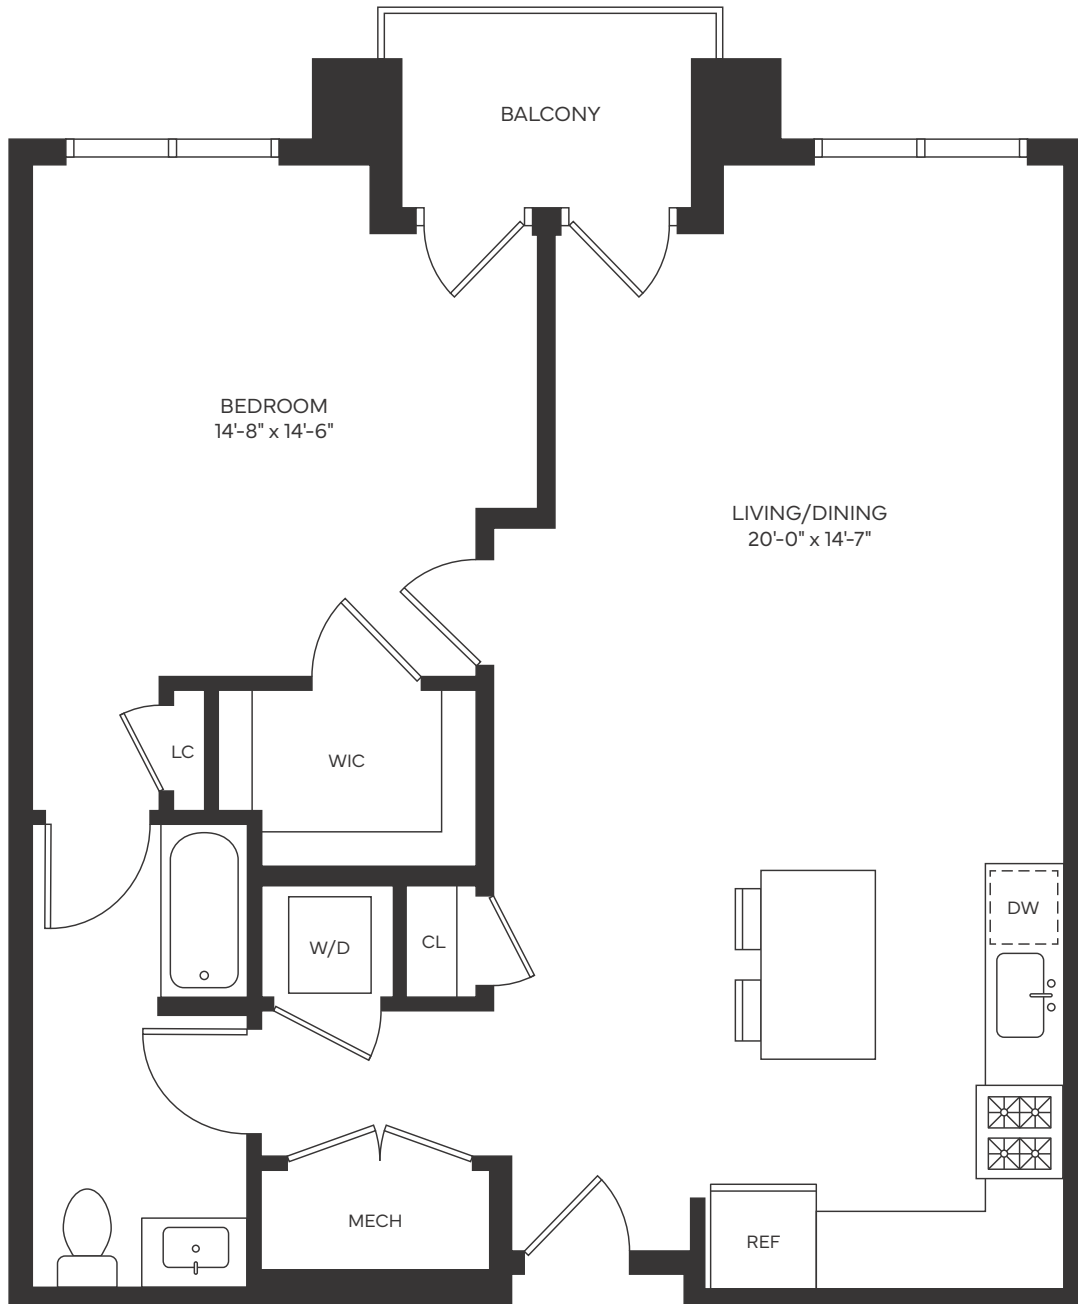 BALCONY
BEDROOM
14'-8" x 14'-6"
LIVING/DINING
20'-0" x 14'-7"
LC
WIC
W/D
CL
DW
MECH
REF